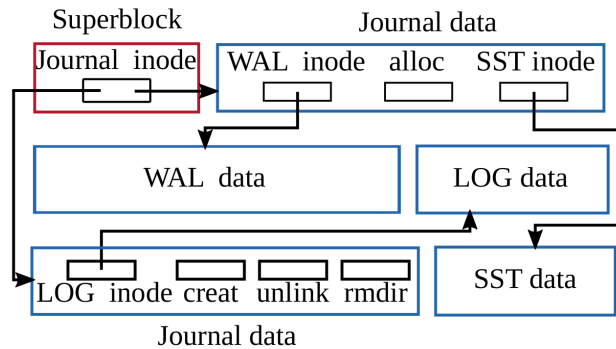 Superblock
Journal data
Journal inode
WAL inode alloc SST inode
WAL data
LOG data
LOG inode creat unlink rmdir
SST data
Journal data